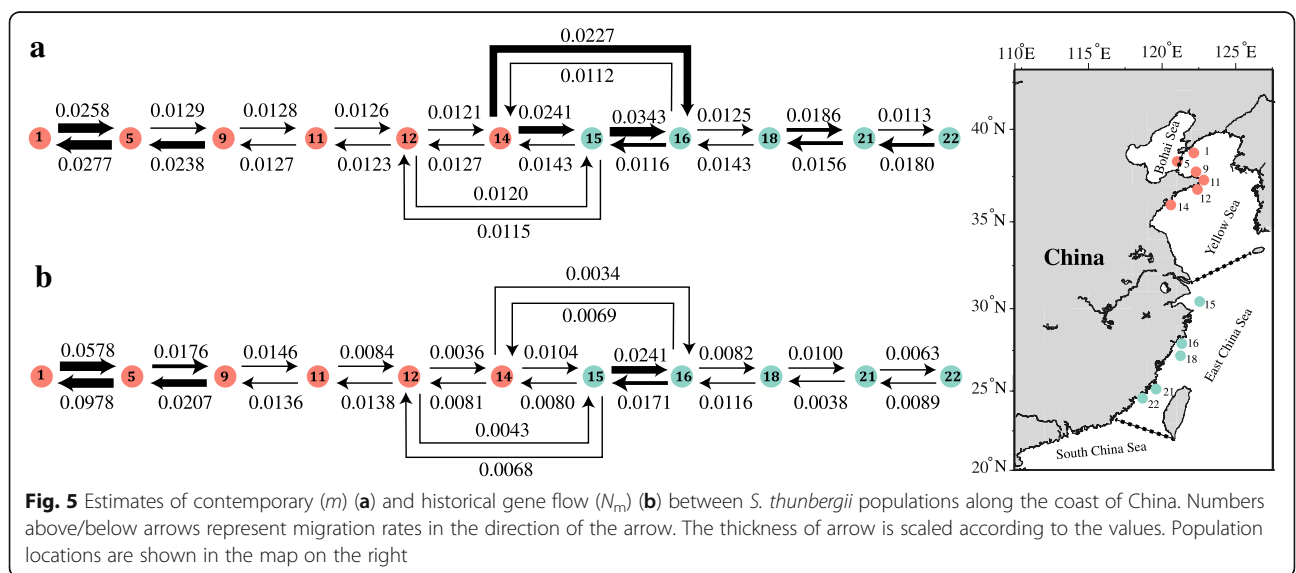 a
0.0227
0.0112
0.0258 0.0129 0.0128 0.0126 0.0121 0.0241 0.0343 0.0125 0.0186 0.0113
1 5 9 11 12 14 15 16 18 21 22
0.0277 0.0238 0.0127 0.0123 0.0127 0.0143 0.0116 0.0143 0.0156 0.0180
0.0120
0.0115
b
0.0034
0.0069
0.0578 0.0176 0.0146 0.0084 0.0036 0.0104 0.0241 0.0082 0.0100 0.0063
1 5 9 11 12 14 15 16 18 21 22
0.0978 0.0207 0.0136 0.0138 0.0081 0.0080 0.0171 0.0116 0.0038 0.0089
0.0043
0.0068
110°E 115°E 120°E 125°E
40°N
35°N
30°N
25°N
20°N
Bohai Sea
1
5
9
11
12
14
Yellow Sea
China
15
16
18
East China Sea
21
22
South China Sea
Fig. 5 Estimates of contemporary (m) (a) and historical gene flow (Nm) (b) between S. thunbergii populations along the coast of China. Numbers
above/below arrows represent migration rates in the direction of the arrow. The thickness of arrow is scaled according to the values. Population
locations are shown in the map on the right